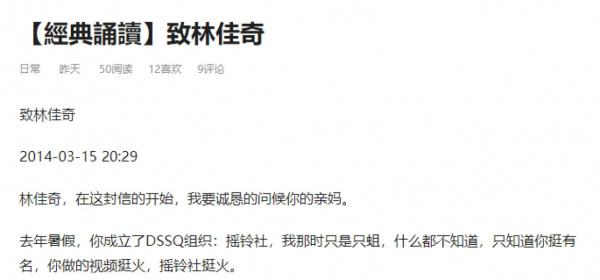 【經典誦讀】致林佳奇
日常 昨天 50阅读 12喜欢 9评论
致林佳奇
2014-03-15 20:29
林佳奇，在这封信的开始，我要诚恳的问候你的亲妈。
去年暑假，你成立了DSSQ组织：摇铃社，我那时只是只蛆，什么都不知道，只知道你挺有
名，你做的视频挺火，摇铃社挺火。